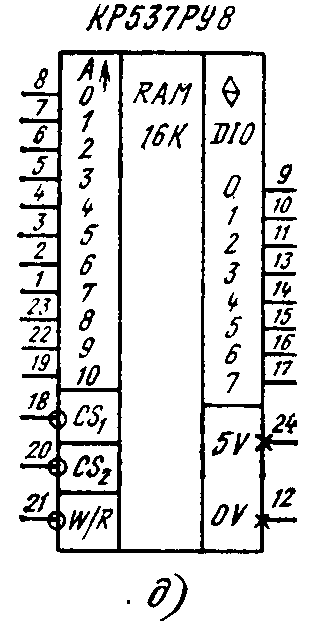 КР537РУ8
A RAM
16K DIO
8 0
7 1
6 2
5 3 0 9
4 4 1 10
3 5 2 11
2 6 3 13
1 7 4 14
23 8 5 15
22 9 6 16
19 10 7 17
18 CS₁
5V 24
20 CS₂
21 W/R 0V 12
д)